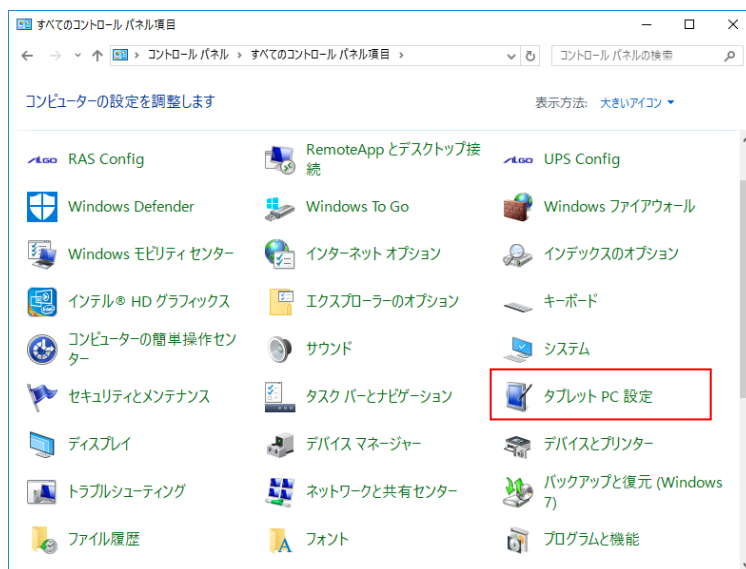 すべてのコントロール パネル項目
コントロール パネル › すべてのコントロール パネル項目 ›
コントロール パネルの検索
コンピューターの設定を調整します
表示方法: 大きいアイコン
ALGO RAS Config
RemoteApp とデスクトップ接
続
ALGO UPS Config
Windows Defender
Windows To Go
Windows ファイアウォール
Windows モビリティ センター
インターネット オプション
インデックスのオプション
インテル® HD グラフィックス
エクスプローラーのオプション
キーボード
コンピューターの簡単操作セン
ター
サウンド
システム
セキュリティとメンテナンス
タスク バーとナビゲーション
タブレット PC 設定
ディスプレイ
デバイス マネージャー
デバイスとプリンター
トラブルシューティング
ネットワークと共有センター
バックアップと復元 (Windows
7)
ファイル履歴
フォント
プログラムと機能